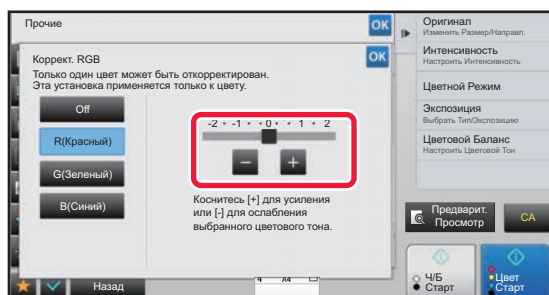 Прочие
OK
Коррект. RGB
OK
Только один цвет может быть откорректирован.
Эта установка применяется только к цвету.
Off
R(Красный)
G(Зеленый)
B(Синий)
-2 • -1 • • 0 • • 1 • 2
−
+
Коснитесь [+] для усиления
или [-] для ослабления
выбранного цветового тона.
Назад
Оригинал
Изменить Размер/Направл.
Интенсивность
Настроить Интенсивность
Цветной Режим
Экспозиция
Выбрать Тип/Экспозицию
Цветовой Баланс
Настроить Цветовой Тон
Предварит.
Просмотр
CA
Ч/Б
Старт
Цвет
Старт